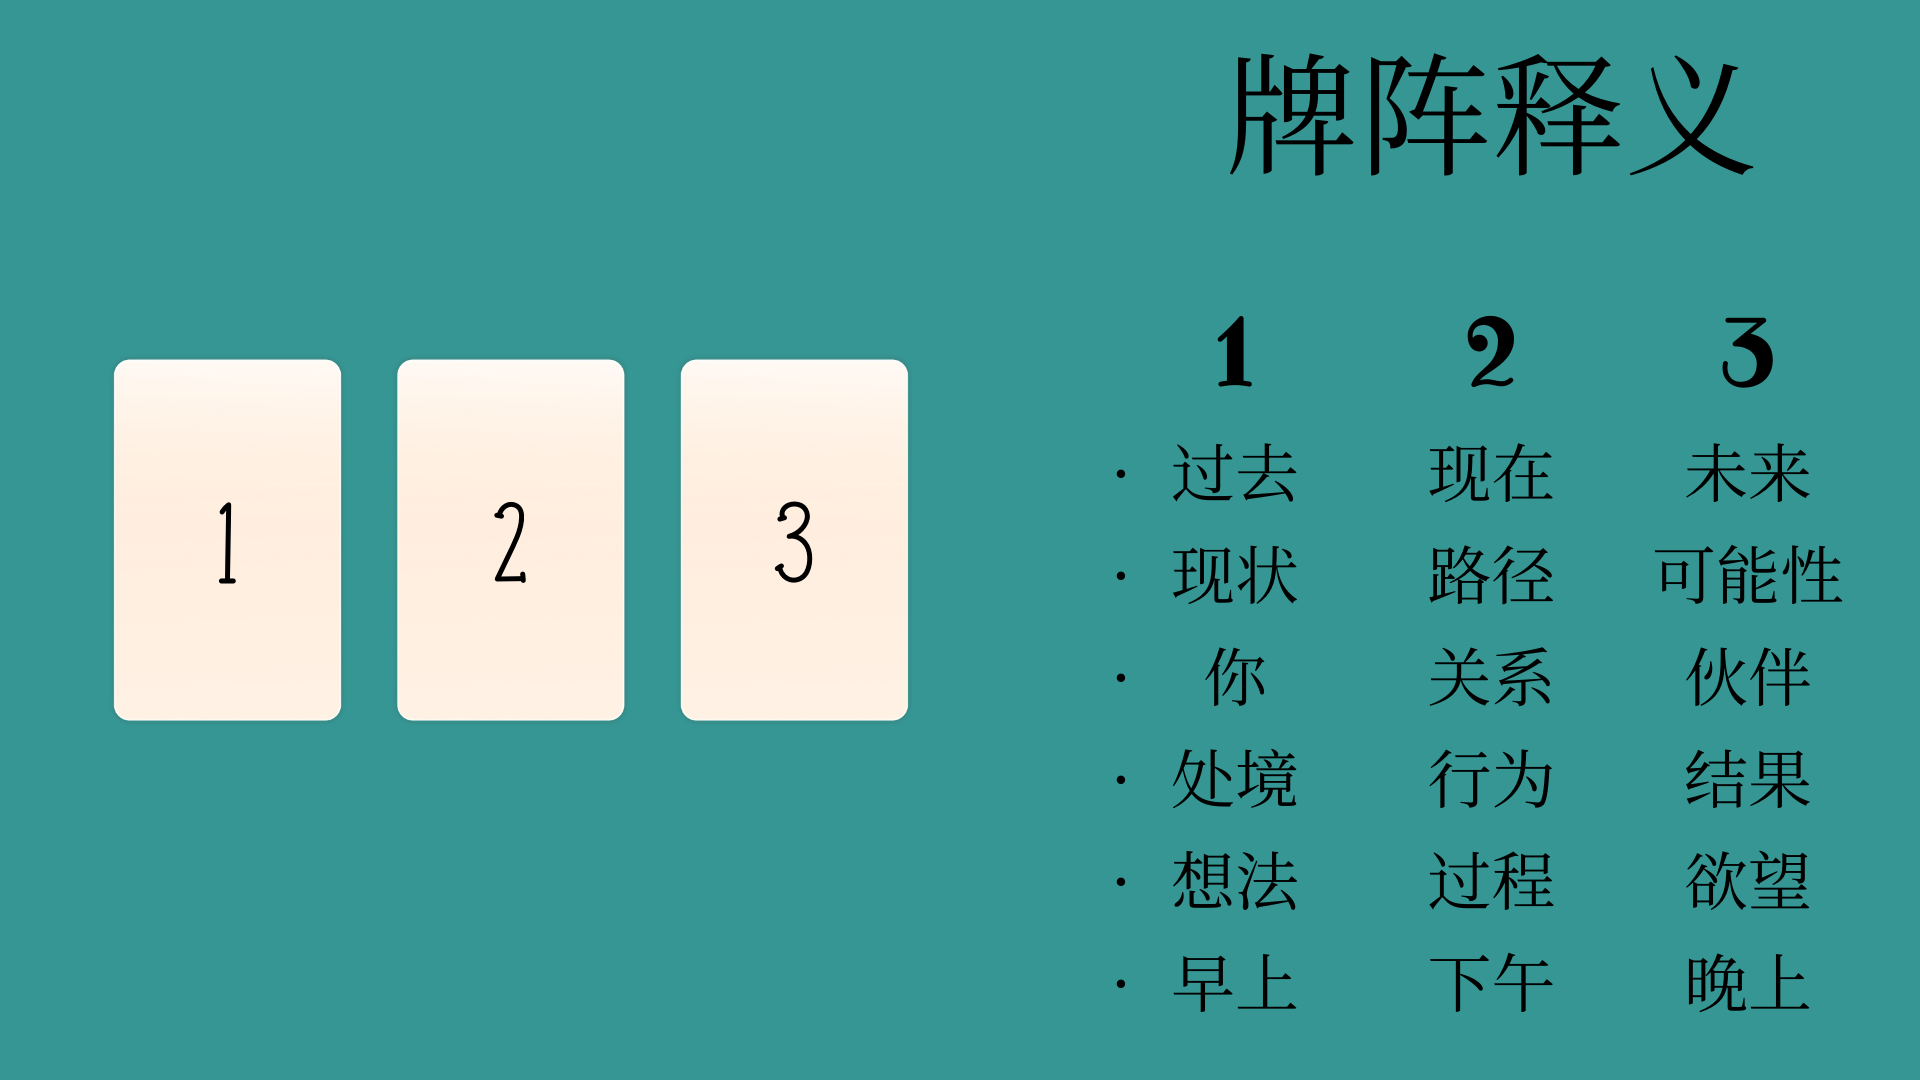 牌阵释义
1 2 3
1 2 3
· 过去 现在 未来
· 现状 路径 可能性
· 你 关系 伙伴
· 处境 行为 结果
· 想法 过程 欲望
· 早上 下午 晚上